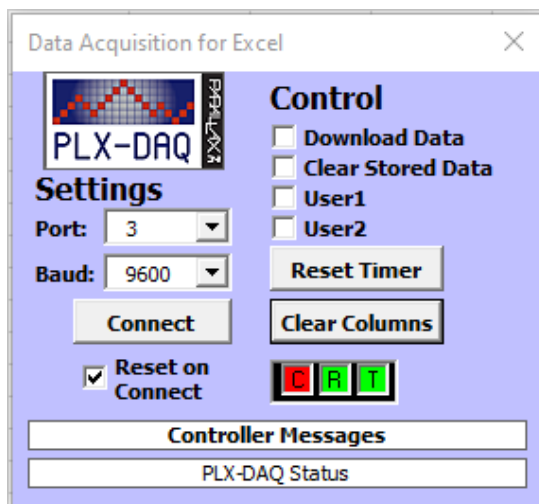 Data Acquisition for Excel
PLX-DAQ
PARALLAX
Settings
Port: 3
Baud: 9600
Connect
Reset on
Connect
Control
Download Data
Clear Stored Data
User1
User2
Reset Timer
Clear Columns
C R T
Controller Messages
PLX-DAQ Status